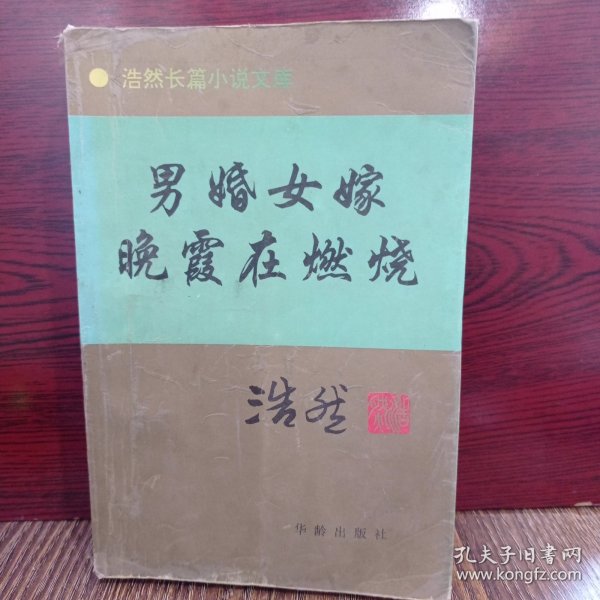 浩然长篇小说文库
男婚女嫁
晚霞在燃烧
浩然
华龄出版社
孔夫子旧书网
www.kongfz.com